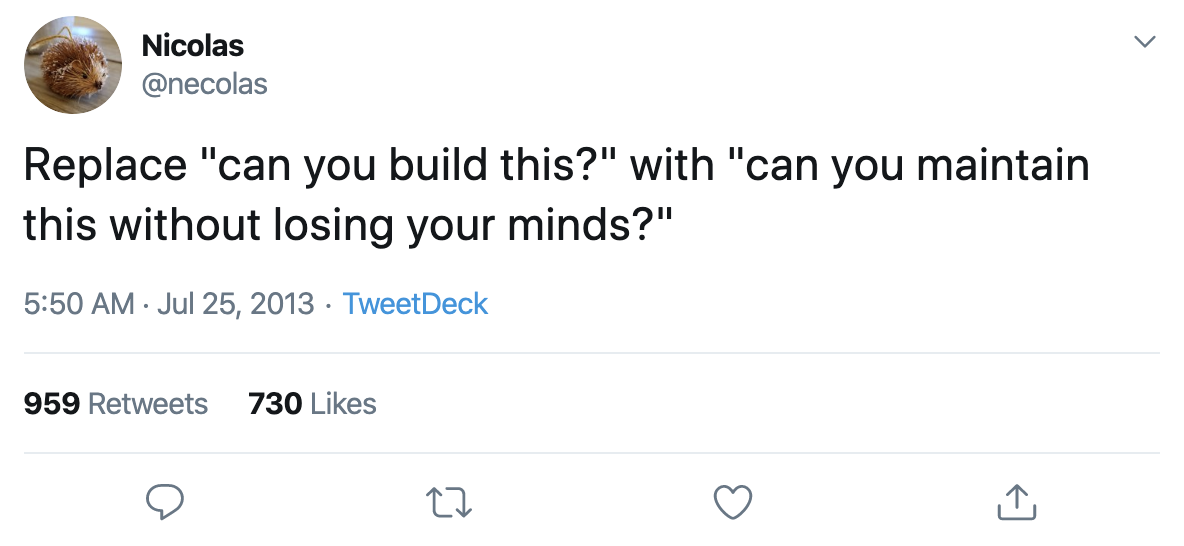 Nicolas
@necolas
Replace "can you build this?" with "can you maintain
this without losing your minds?"
5:50 AM · Jul 25, 2013 · TweetDeck
959 Retweets 730 Likes